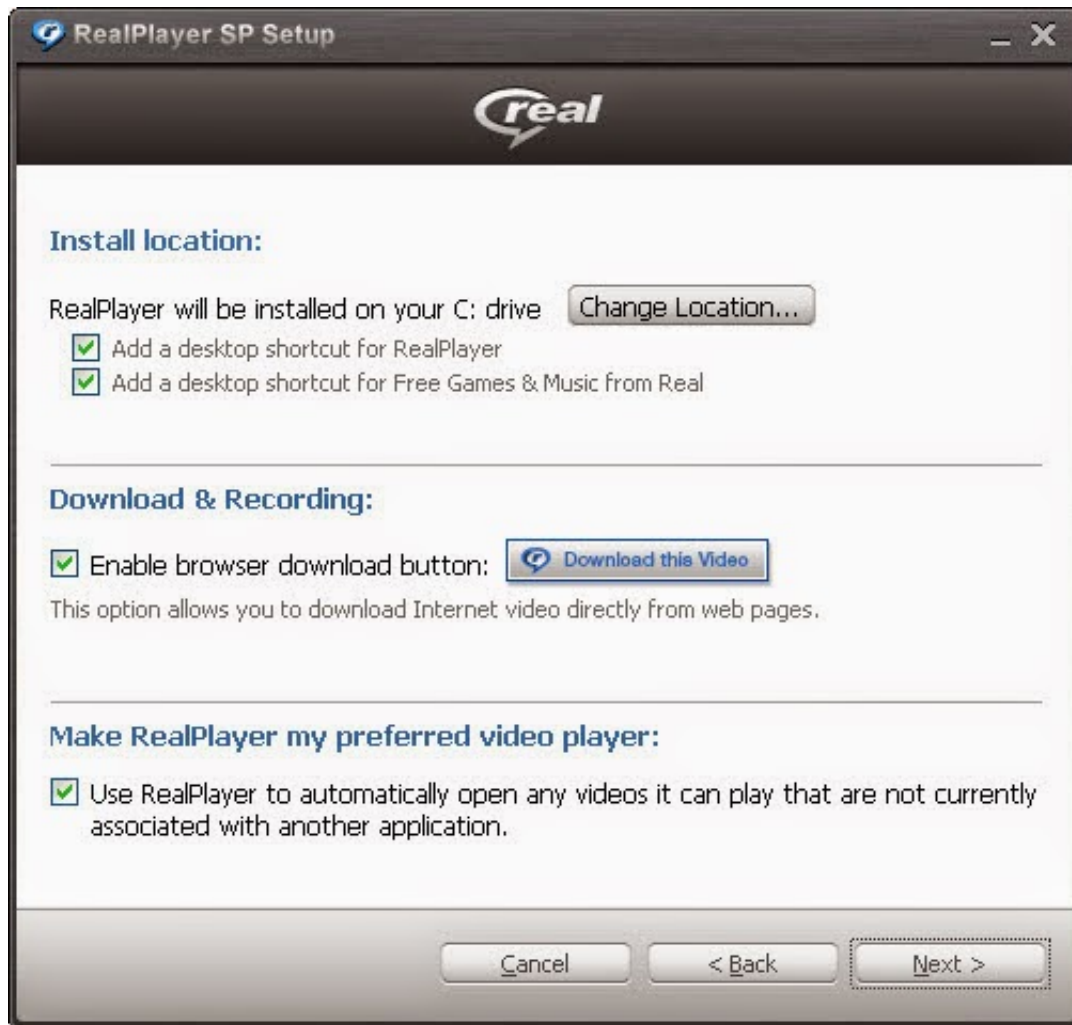 RealPlayer SP Setup
real
Install location:
RealPlayer will be installed on your C: drive Change Location...
Add a desktop shortcut for RealPlayer
Add a desktop shortcut for Free Games & Music from Real
Download & Recording:
Enable browser download button: Download this Video
This option allows you to download Internet video directly from web pages.
Make RealPlayer my preferred video player:
Use RealPlayer to automatically open any videos it can play that are not currently
associated with another application.
Cancel < Back Next >